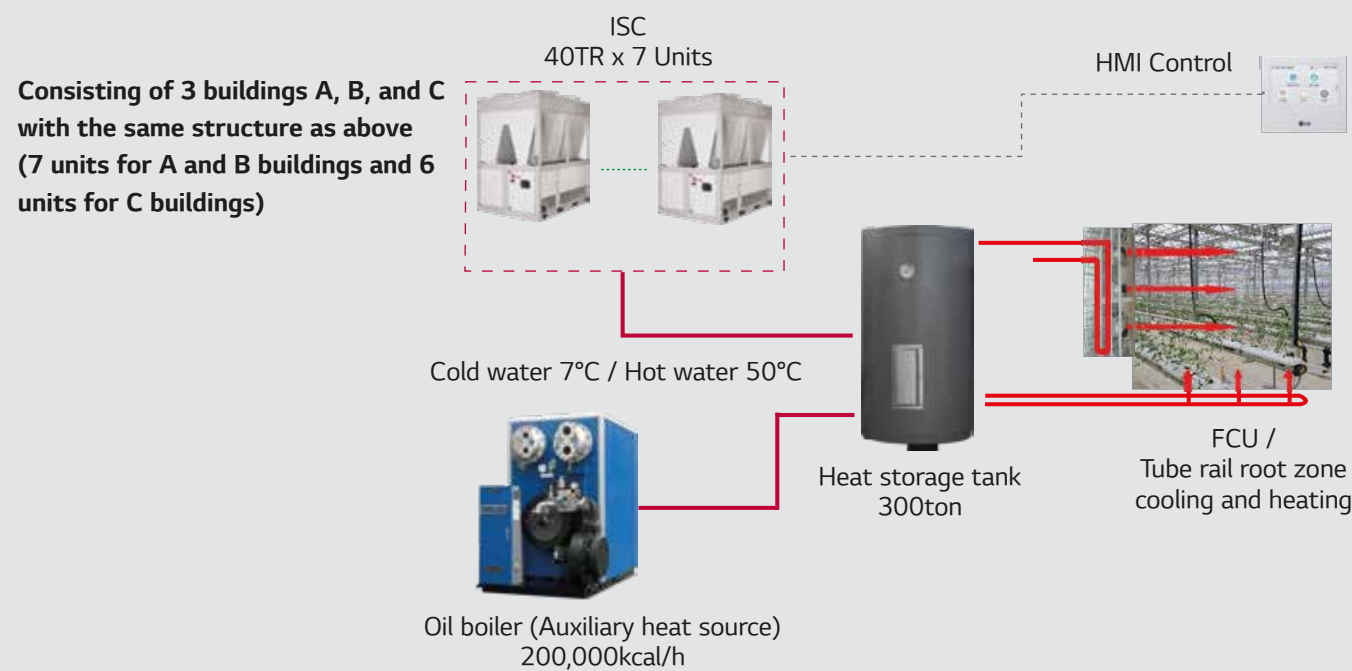 ISC
40TR x 7 Units
HMI Control
Consisting of 3 buildings A, B, and C
with the same structure as above
(7 units for A and B buildings and 6
units for C buildings)
Cold water 7°C / Hot water 50°C
Heat storage tank
300ton
FCU /
Tube rail root zone
cooling and heating
Oil boiler (Auxiliary heat source)
200,000kcal/h